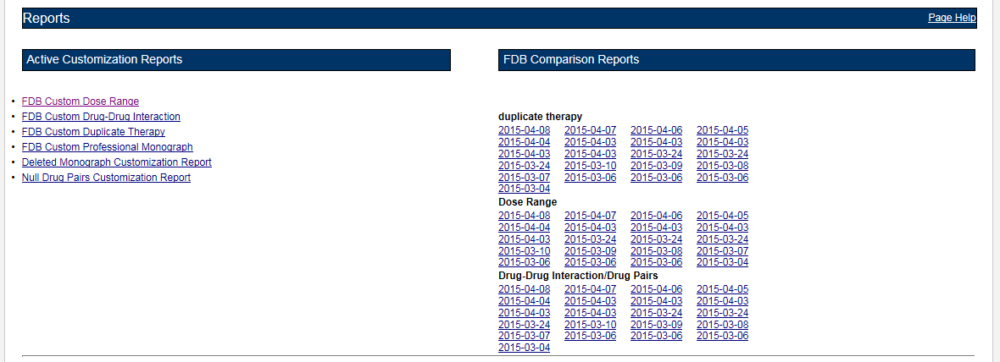 Reports
Page Help
Active Customization Reports
FDB Custom Dose Range
FDB Custom Drug-Drug Interaction
FDB Custom Duplicate Therapy
FDB Custom Professional Monograph
Deleted Monograph Customization Report
Null Drug Pairs Customization Report
FDB Comparison Reports
duplicate therapy
2015-04-08 2015-04-07 2015-04-06 2015-04-05
2015-04-04 2015-04-03 2015-04-03 2015-04-03
2015-04-03 2015-04-03 2015-03-24 2015-03-24
2015-03-24 2015-03-10 2015-03-09 2015-03-08
2015-03-07 2015-03-06 2015-03-06 2015-03-06
2015-03-04
Dose Range
2015-04-08 2015-04-07 2015-04-06 2015-04-05
2015-04-04 2015-04-03 2015-04-03 2015-04-03
2015-04-03 2015-03-24 2015-03-24 2015-03-24
2015-03-10 2015-03-09 2015-03-08 2015-03-07
2015-03-06 2015-03-06 2015-03-06 2015-03-04
Drug-Drug Interaction/Drug Pairs
2015-04-08 2015-04-07 2015-04-06 2015-04-05
2015-04-04 2015-04-03 2015-04-03 2015-04-03
2015-04-03 2015-04-03 2015-03-24 2015-03-24
2015-03-24 2015-03-10 2015-03-09 2015-03-08
2015-03-07 2015-03-06 2015-03-06 2015-03-06
2015-03-04